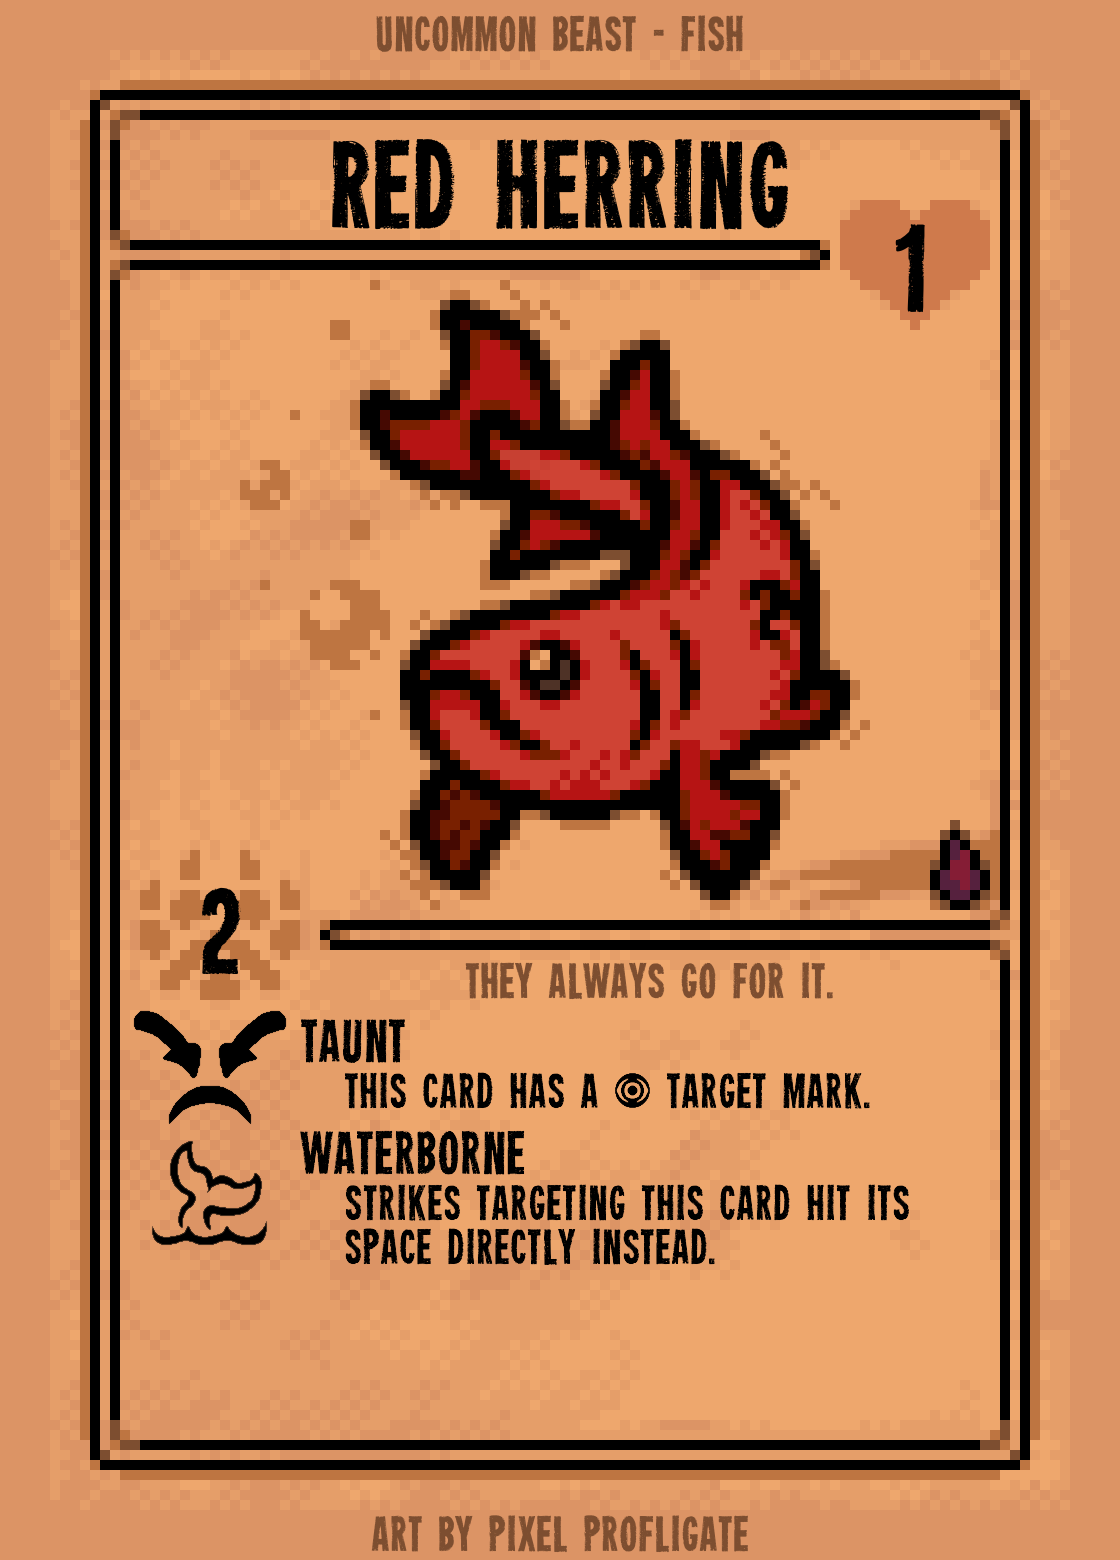 UNCOMMON BEAST - FISH
RED HERRING
1
2
THEY ALWAYS GO FOR IT.
TAUNT
THIS CARD HAS A TARGET MARK.
WATERBORNE
STRIKES TARGETING THIS CARD HIT ITS
SPACE DIRECTLY INSTEAD.
ART BY PIXEL PROFLIGATE